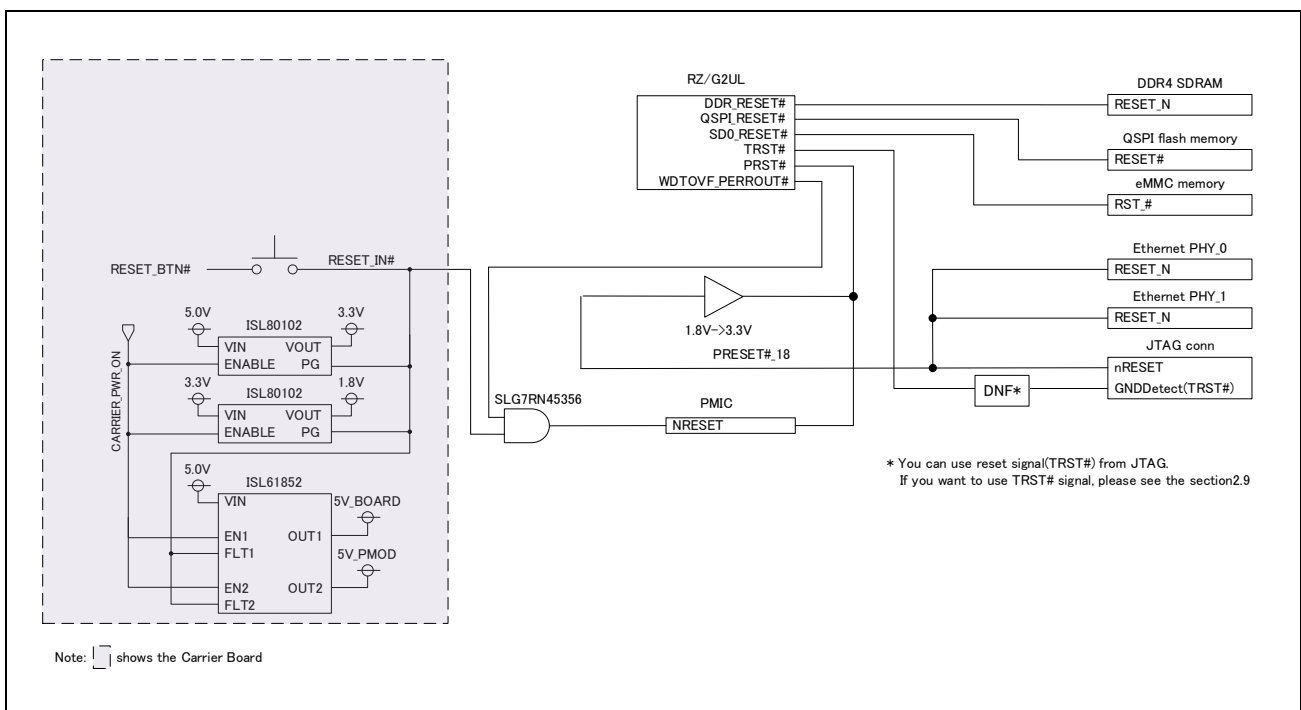 RZ/G2UL
DDR_RESET#
QSPI_RESET#
SD0_RESET#
TRST#
PRST#
WDTOVF_PERROUT#
DDR4 SDRAM
RESET_N
QSPI flash memory
RESET#
eMMC memory
RST_#
Ethernet PHY_0
RESET_N
Ethernet PHY_1
RESET_N
JTAG conn
nRESET
GNDDetect(TRST#)
DNF*
1.8V->3.3V
PRESET#_18
RESET_BTN#
RESET_IN#
5.0V
ISL80102
3.3V
VIN
VOUT
ENABLE
PG
3.3V
ISL80102
1.8V
VIN
VOUT
ENABLE
PG
CARRIER_PWR_ON
SLG7RN45356
PMIC
NRESET
5.0V
ISL61852
VIN
5V_BOARD
EN1
OUT1
FLT1
5V_PMOD
EN2
OUT2
FLT2
* You can use reset signal(TRST#) from JTAG.
If you want to use TRST# signal, please see the section2.9
Note: shows the Carrier Board